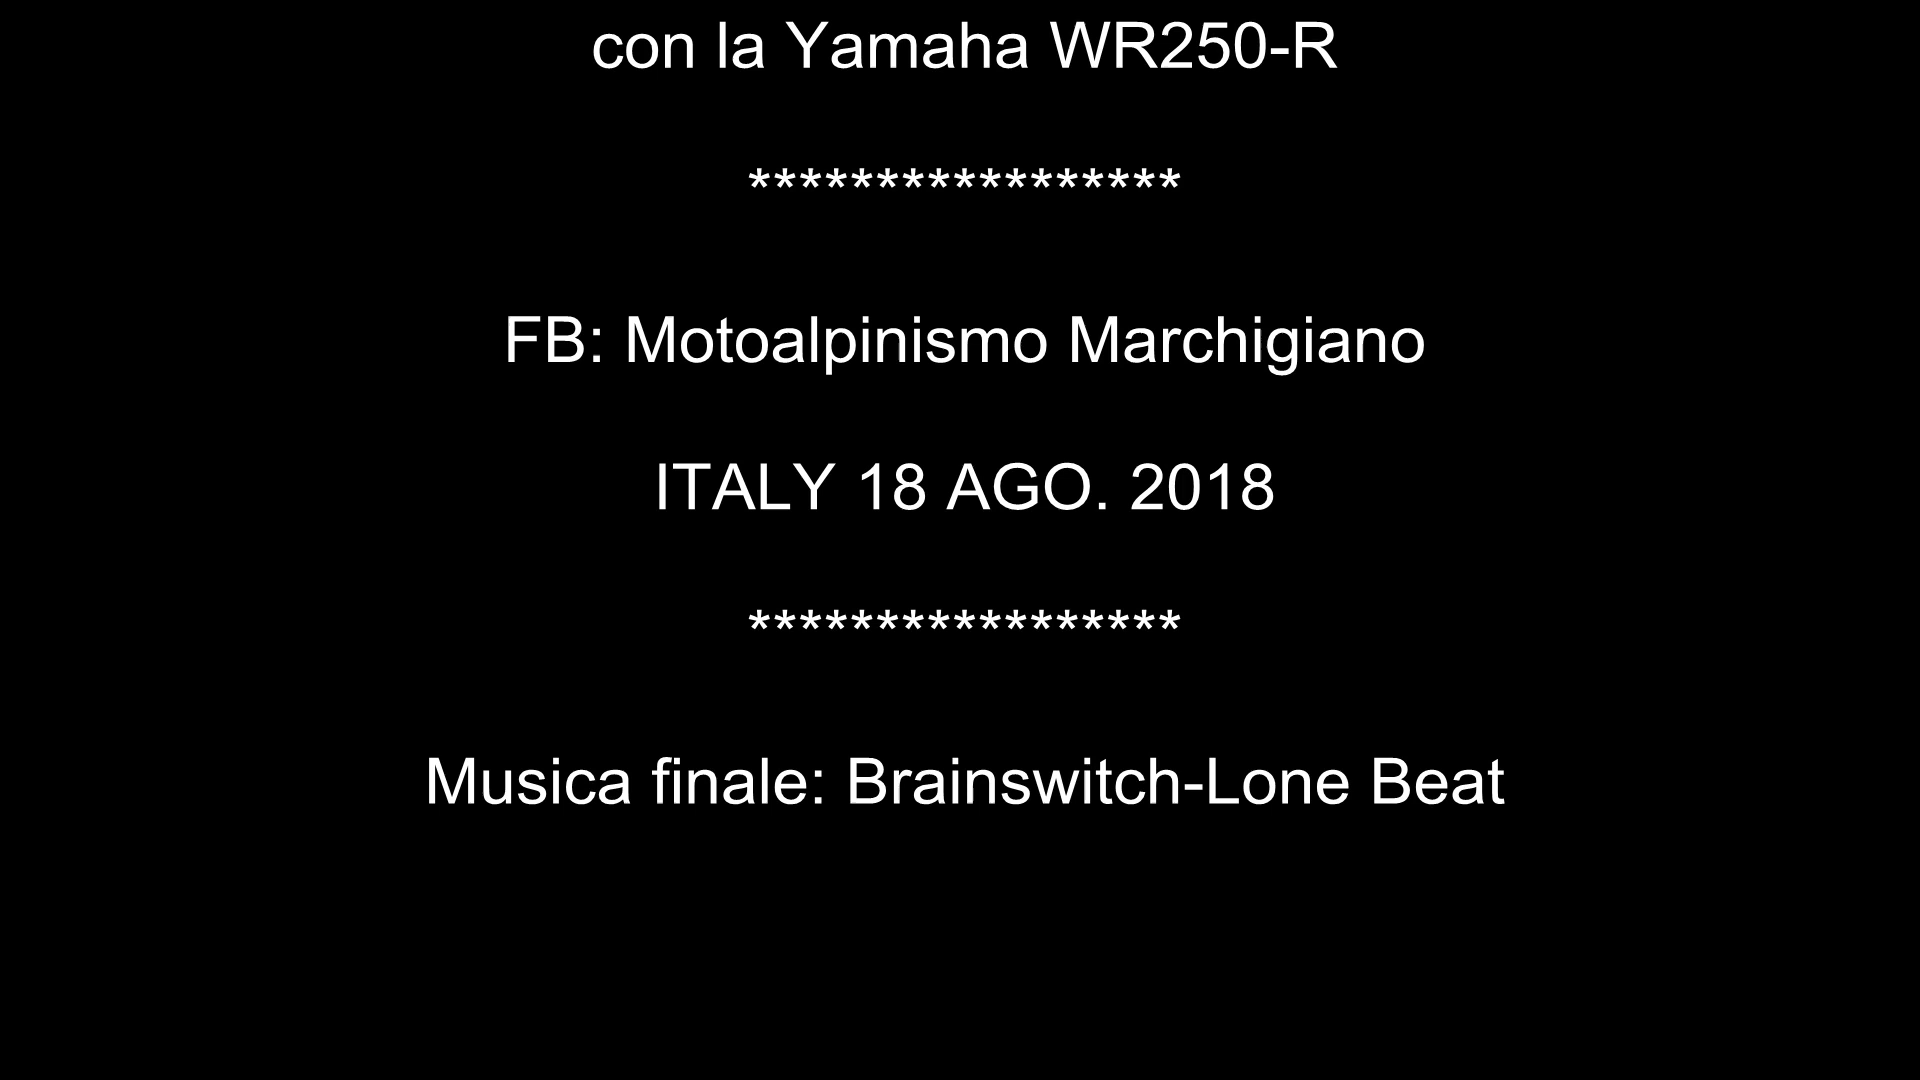 con la Yamaha WR250-R
*****************
FB: Motoalpinismo Marchigiano
ITALY 18 AGO. 2018
*****************
Musica finale: Brainswitch-Lone Beat